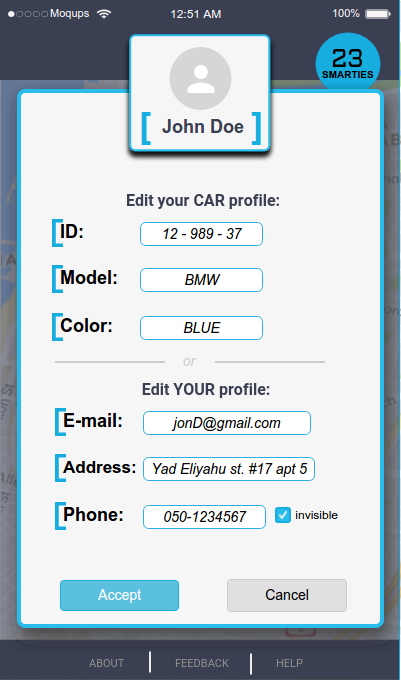 Moqups 12:51 AM 100%
23
SMARTIES
John Doe
Edit your CAR profile:
ID: 12 - 989 - 37
Model: BMW
Color: BLUE
or
Edit YOUR profile:
E-mail: jonD@gmail.com
Address: Yad Eliyahu st. #17 apt 5
Phone: 050-1234567 invisible
Accept Cancel
ABOUT FEEDBACK HELP